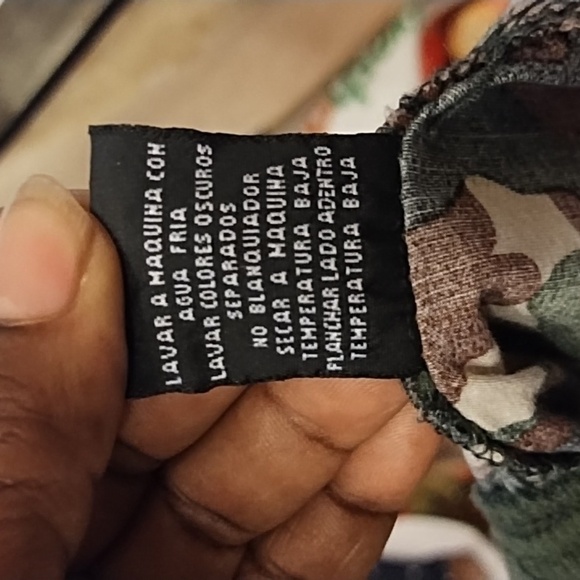 LAVAR A MAQUINA CON
AGUA FRIA
LAVAR COLORES OSCUROS
SEPARADOS
NO BLANQUIADOR
SECAR A MAQUINA
TEMPERATURA BAJA
PLANCHAR LADO ADENTRO
TEMPERATURA BAJA